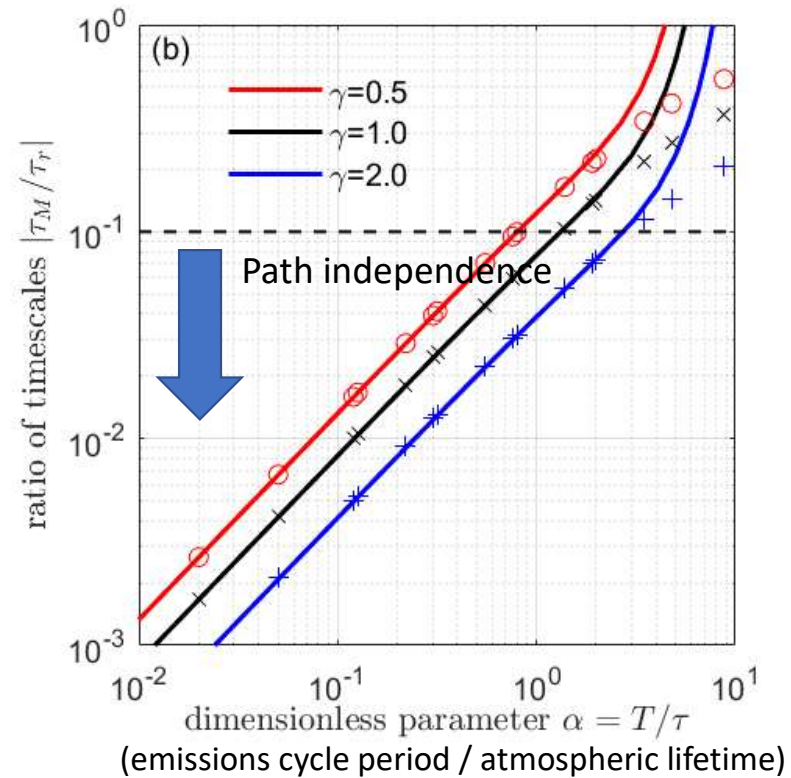 10^0
(b)
γ=0.5
γ=1.0
γ=2.0
10^-1
Path independence
10^-2
10^-3
ratio of timescales |τ_M/τ_r|
10^-2 10^-1 10^0 10^1
dimensionless parameter α = T/τ
(emissions cycle period / atmospheric lifetime)